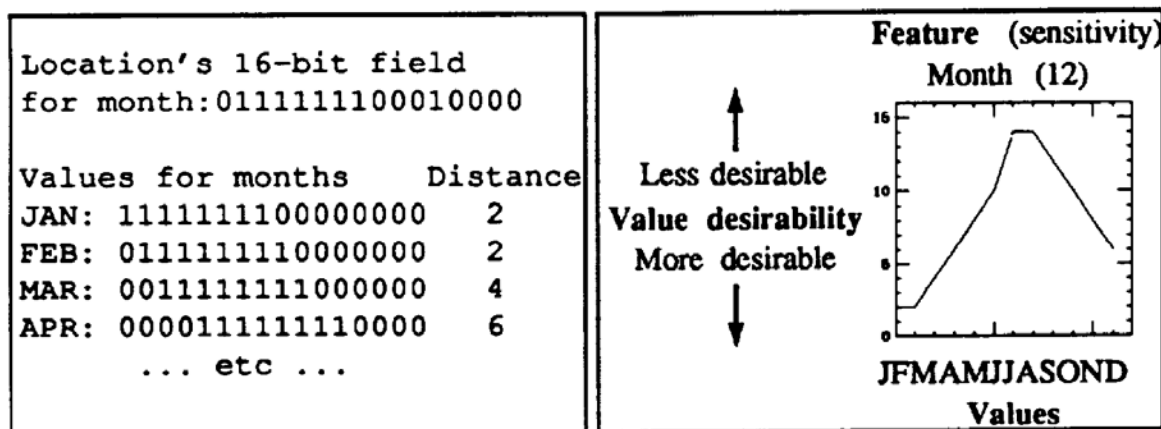 Location's 16-bit field
for month:0111111100010000
Values for months Distance
JAN: 1111111100000000 2
FEB: 0111111110000000 2
MAR: 0011111111000000 4
APR: 0000111111110000 6
... etc ...
Feature (sensitivity)
Month (12)
Less desirable
Value desirability
More desirable
15
10
5
0
JFMAMJJASOND
Values